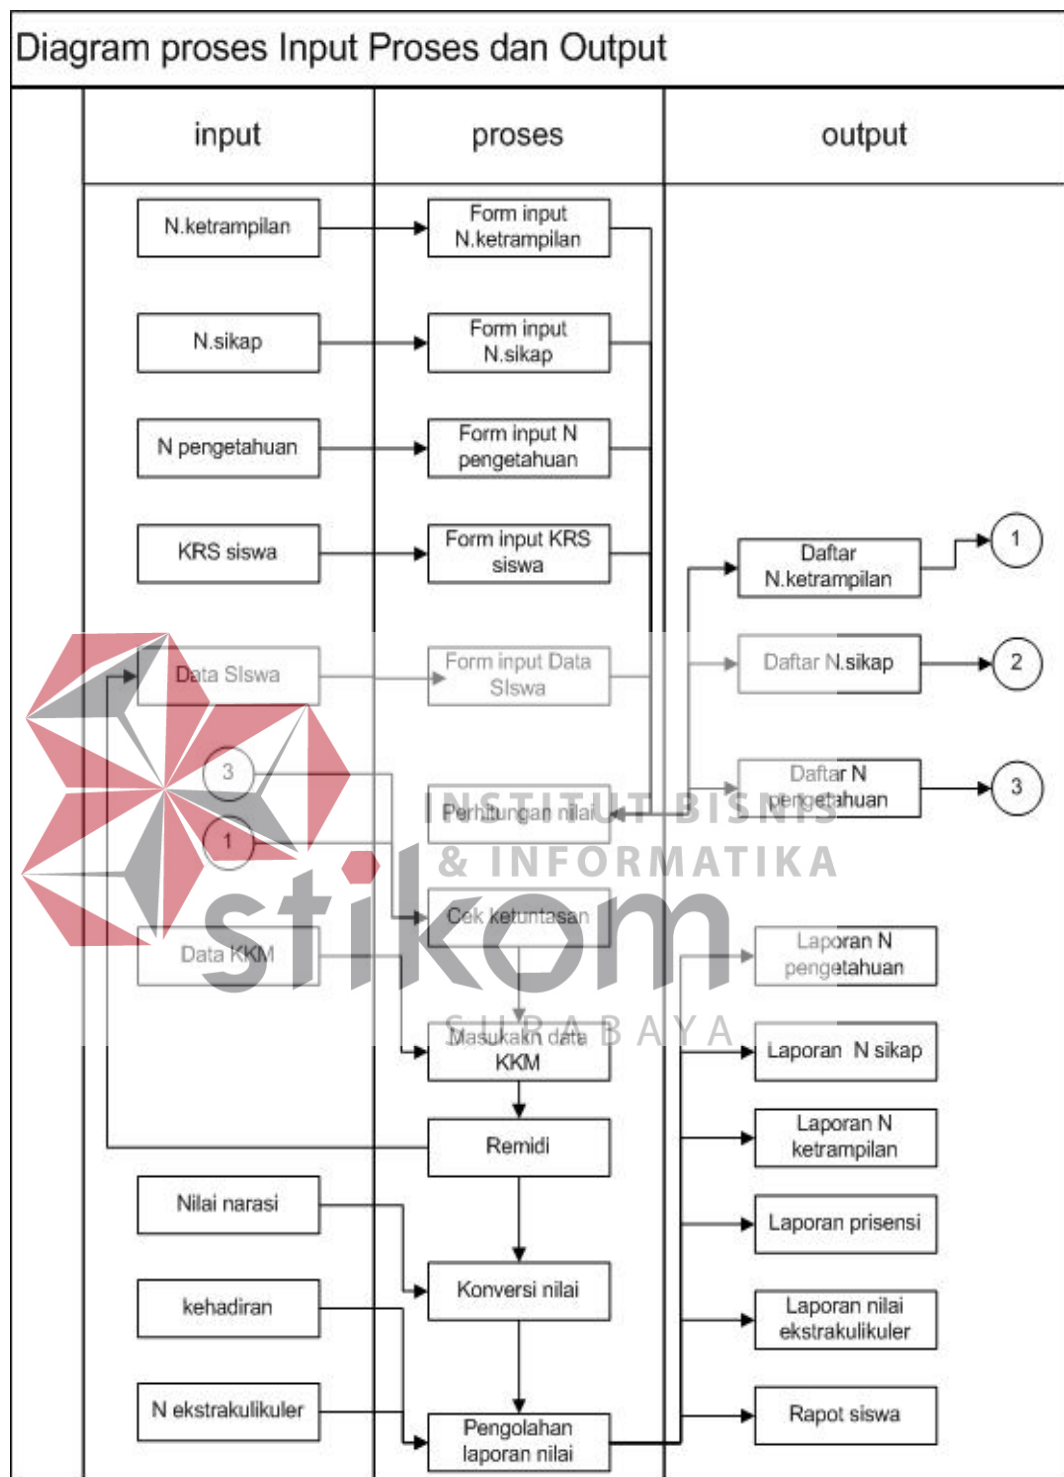 Diagram proses Input Proses dan Output
input
proses
output
N.ketrampilan
Form input
N.ketrampilan
N.sikap
Form input
N.sikap
N pengetahuan
Form input N
pengetahuan
KRS siswa
Form input KRS
siswa
Daftar
N.ketrampilan
1
Data SIswa
Form input Data
SIswa
Daftar N.sikap
2
3
Perhitungan nilai
Daftar N
pengetahuan
3
INSTITUT BISNIS
& INFORMATIKA
1
stikom
SURABAYA
Cek ketuntasan
Data KKM
Laporan N
pengetahuan
Masukakn data
KKM
Laporan N sikap
Remidi
Laporan N
ketrampilan
Nilai narasi
Laporan prisensi
Konversi nilai
kehadiran
Laporan nilai
ekstrakulikuler
N ekstrakulikuler
Pengolahan
laporan nilai
Rapot siswa